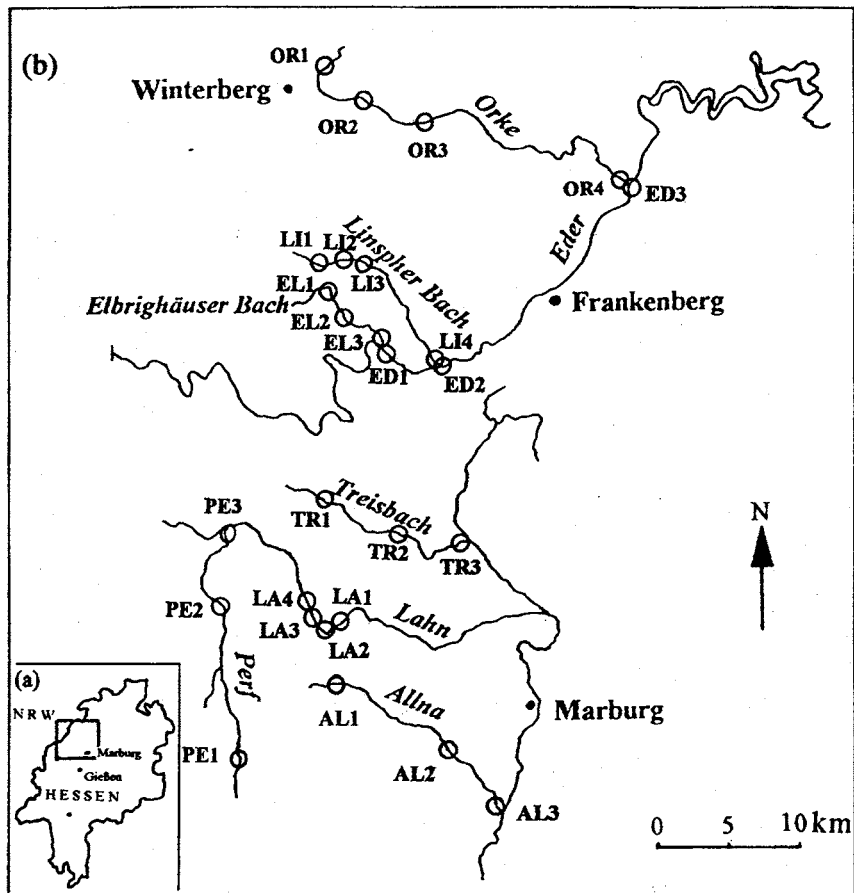 (b)
OR1
Winterberg
OR2
OR3
Orke
OR4
ED3
Eder
LI1
LI2
LI3
Linspher Bach
EL1
Elbrighäuser Bach
EL2
EL3
Frankenberg
LI4
ED1
ED2
PE3
TR1
Treisbach
TR2
TR3
N
PE2
LA4
LA1
LA3
LA2
Lahn
Perf
(a)
NRW
Marburg
Gießen
HESSEN
AL1
Allna
Marburg
PE1
AL2
AL3
0 5 10 km